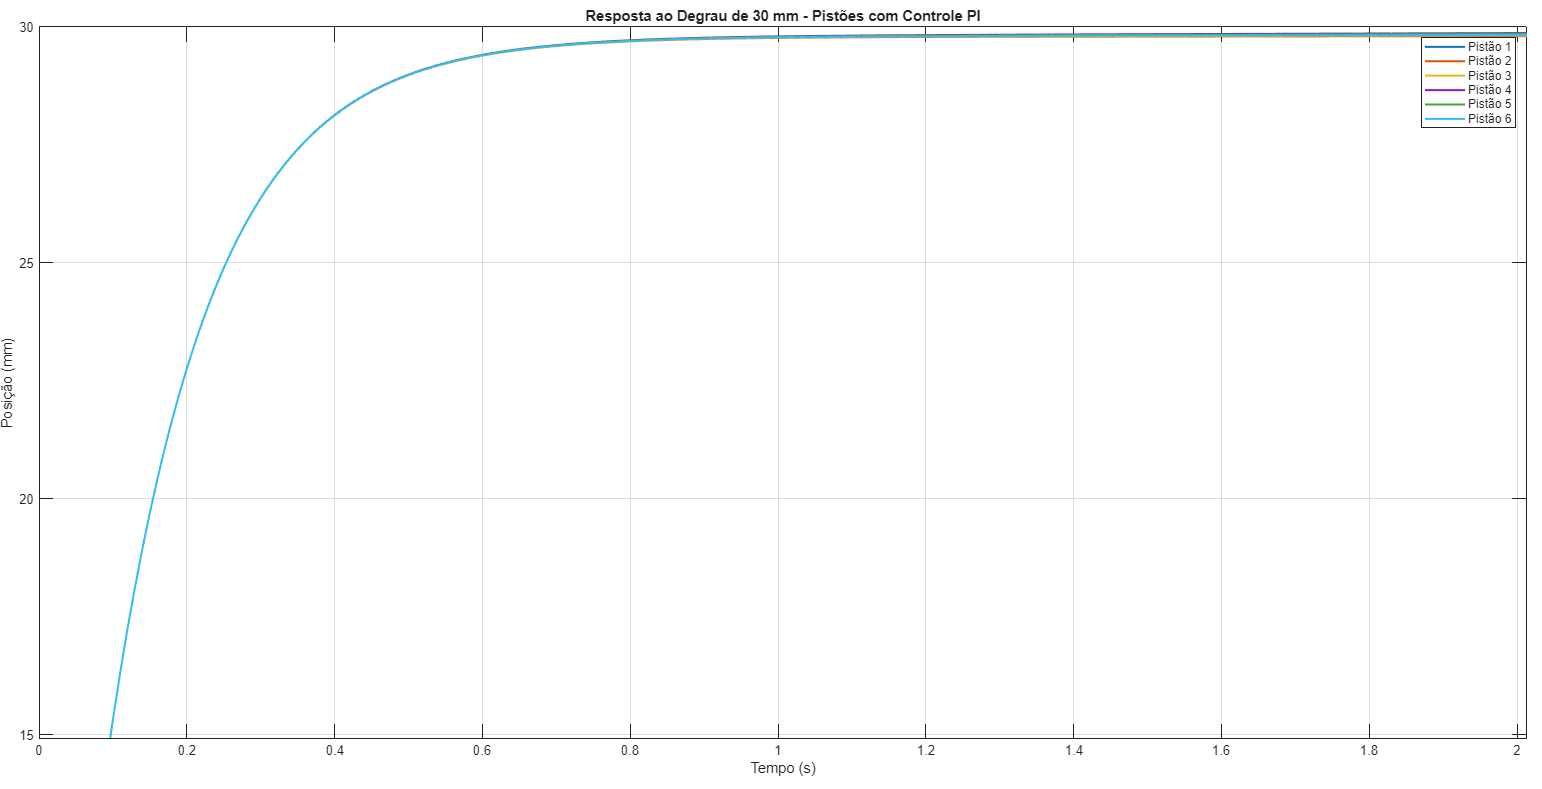 Resposta ao Degrau de 30 mm - Pistões com Controle PI
30
25
20
15
Posição (mm)
Pistão 1
Pistão 2
Pistão 3
Pistão 4
Pistão 5
Pistão 6
0 0.2 0.4 0.6 0.8 1 1.2 1.4 1.6 1.8 2
Tempo (s)